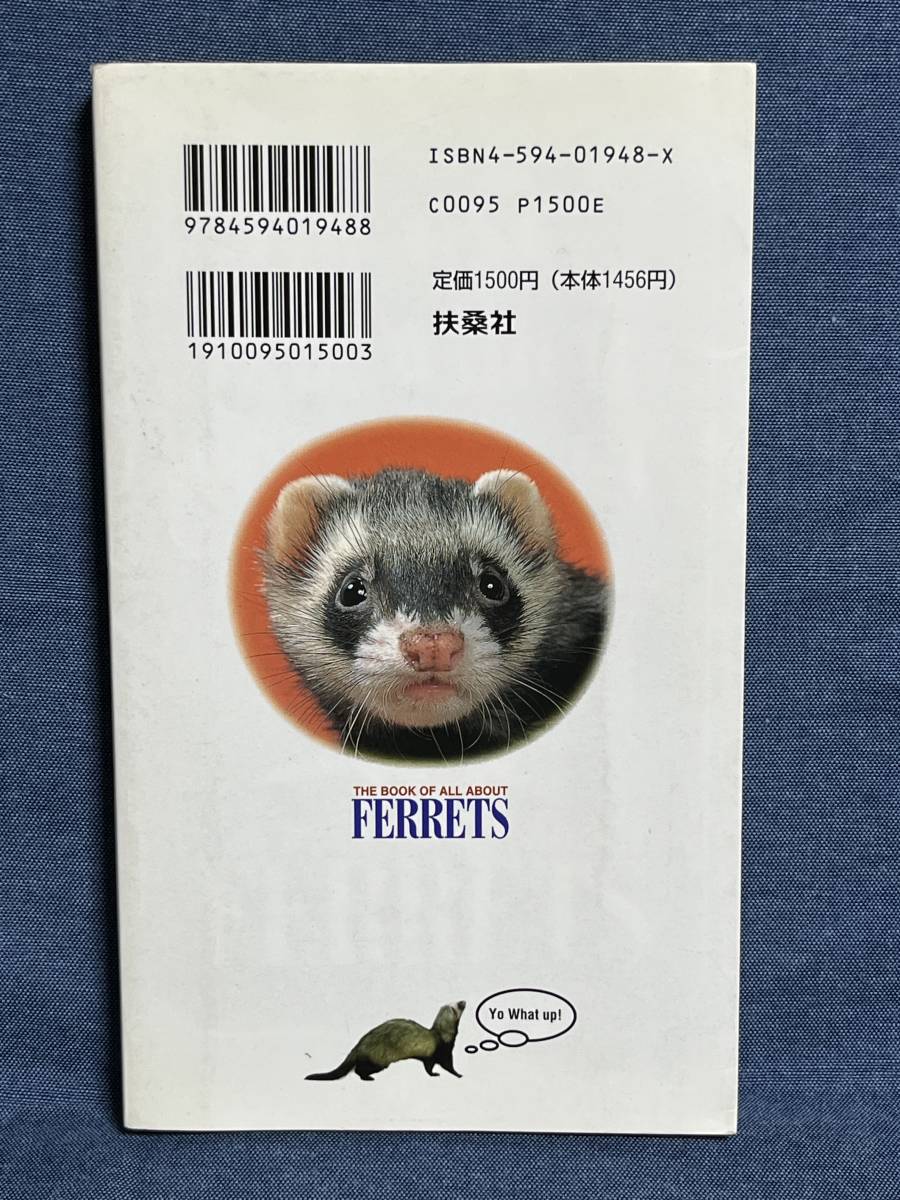 ISBN4-594-01948-X
9784594019488
C0095 P1500E
定価1500円（本体1456円）
1910095015003
扶桑社
THE BOOK OF ALL ABOUT
FERRETS
Yo What up!